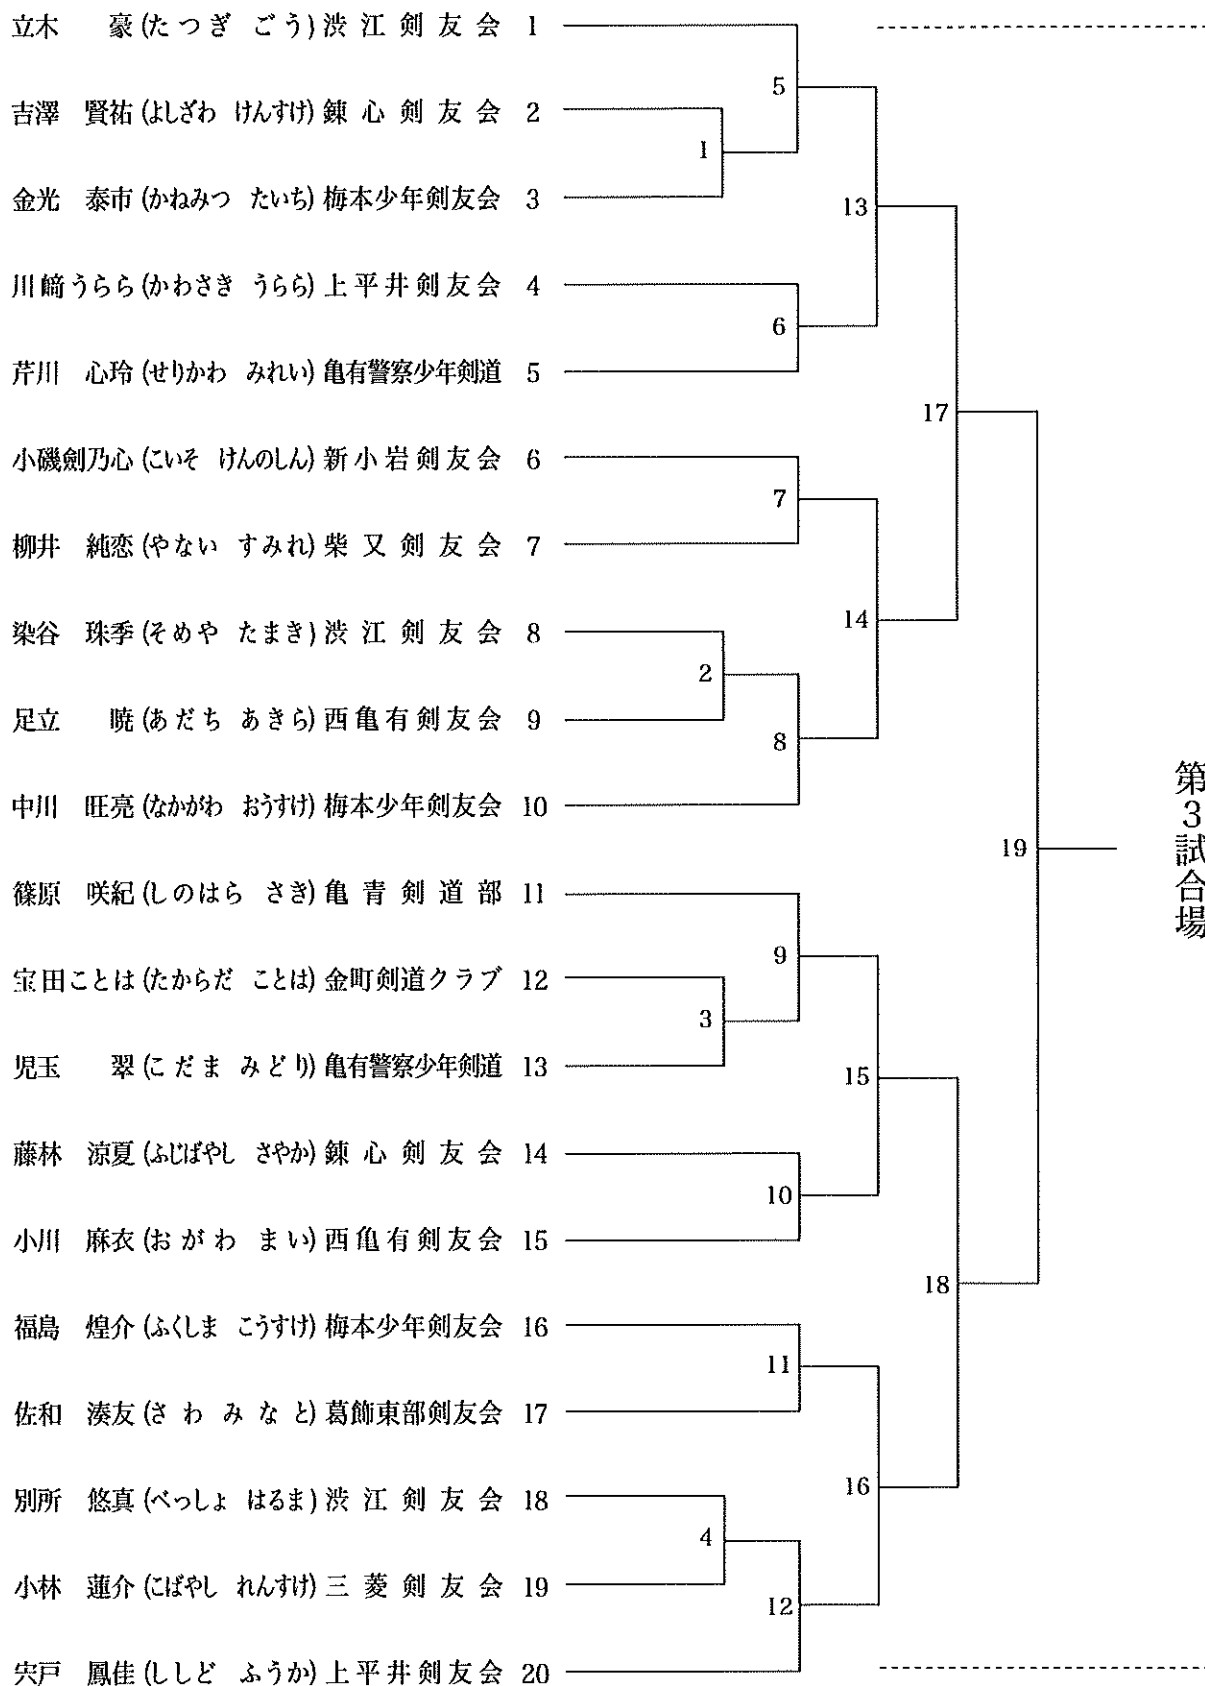 立木　豪(たつぎ ごう)渋江剣友会 1
吉澤　賢祐(よしざわ けんすけ)錬心剣友会 2
金光　泰市(かねみつ たいち)梅本少年剣友会 3
川﨑うらら(かわさき うらら)上平井剣友会 4
芹川　心玲(せりかわ みれい)亀有警察少年剣道 5
小磯劍乃心(こいそ けんのしん)新小岩剣友会 6
柳井　純恋(やない すみれ)柴又剣友会 7
染谷　珠季(そめや たまき)渋江剣友会 8
足立　暁(あだち あきら)西亀有剣友会 9
中川　旺亮(なかがわ おうすけ)梅本少年剣友会 10
篠原　咲紀(しのはら さき)亀青剣道部 11
宝田ことは(たからだ ことは)金町剣道クラブ 12
児玉　翠(こだま みどり)亀有警察少年剣道 13
藤林　涼夏(ふじばやし さやか)錬心剣友会 14
小川　麻衣(おがわ まい)西亀有剣友会 15
福島　煌介(ふくしま こうすけ)梅本少年剣友会 16
佐和　湊友(さわ みなと)葛飾東部剣友会 17
別所　悠真(べっしょ はるま)渋江剣友会 18
小林　蓮介(こばやし れんすけ)三菱剣友会 19
宍戸　鳳佳(ししど ふうか)上平井剣友会 20
1
2
3
4
5
6
7
8
9
10
11
12
13
14
15
16
17
18
19
第3試合場